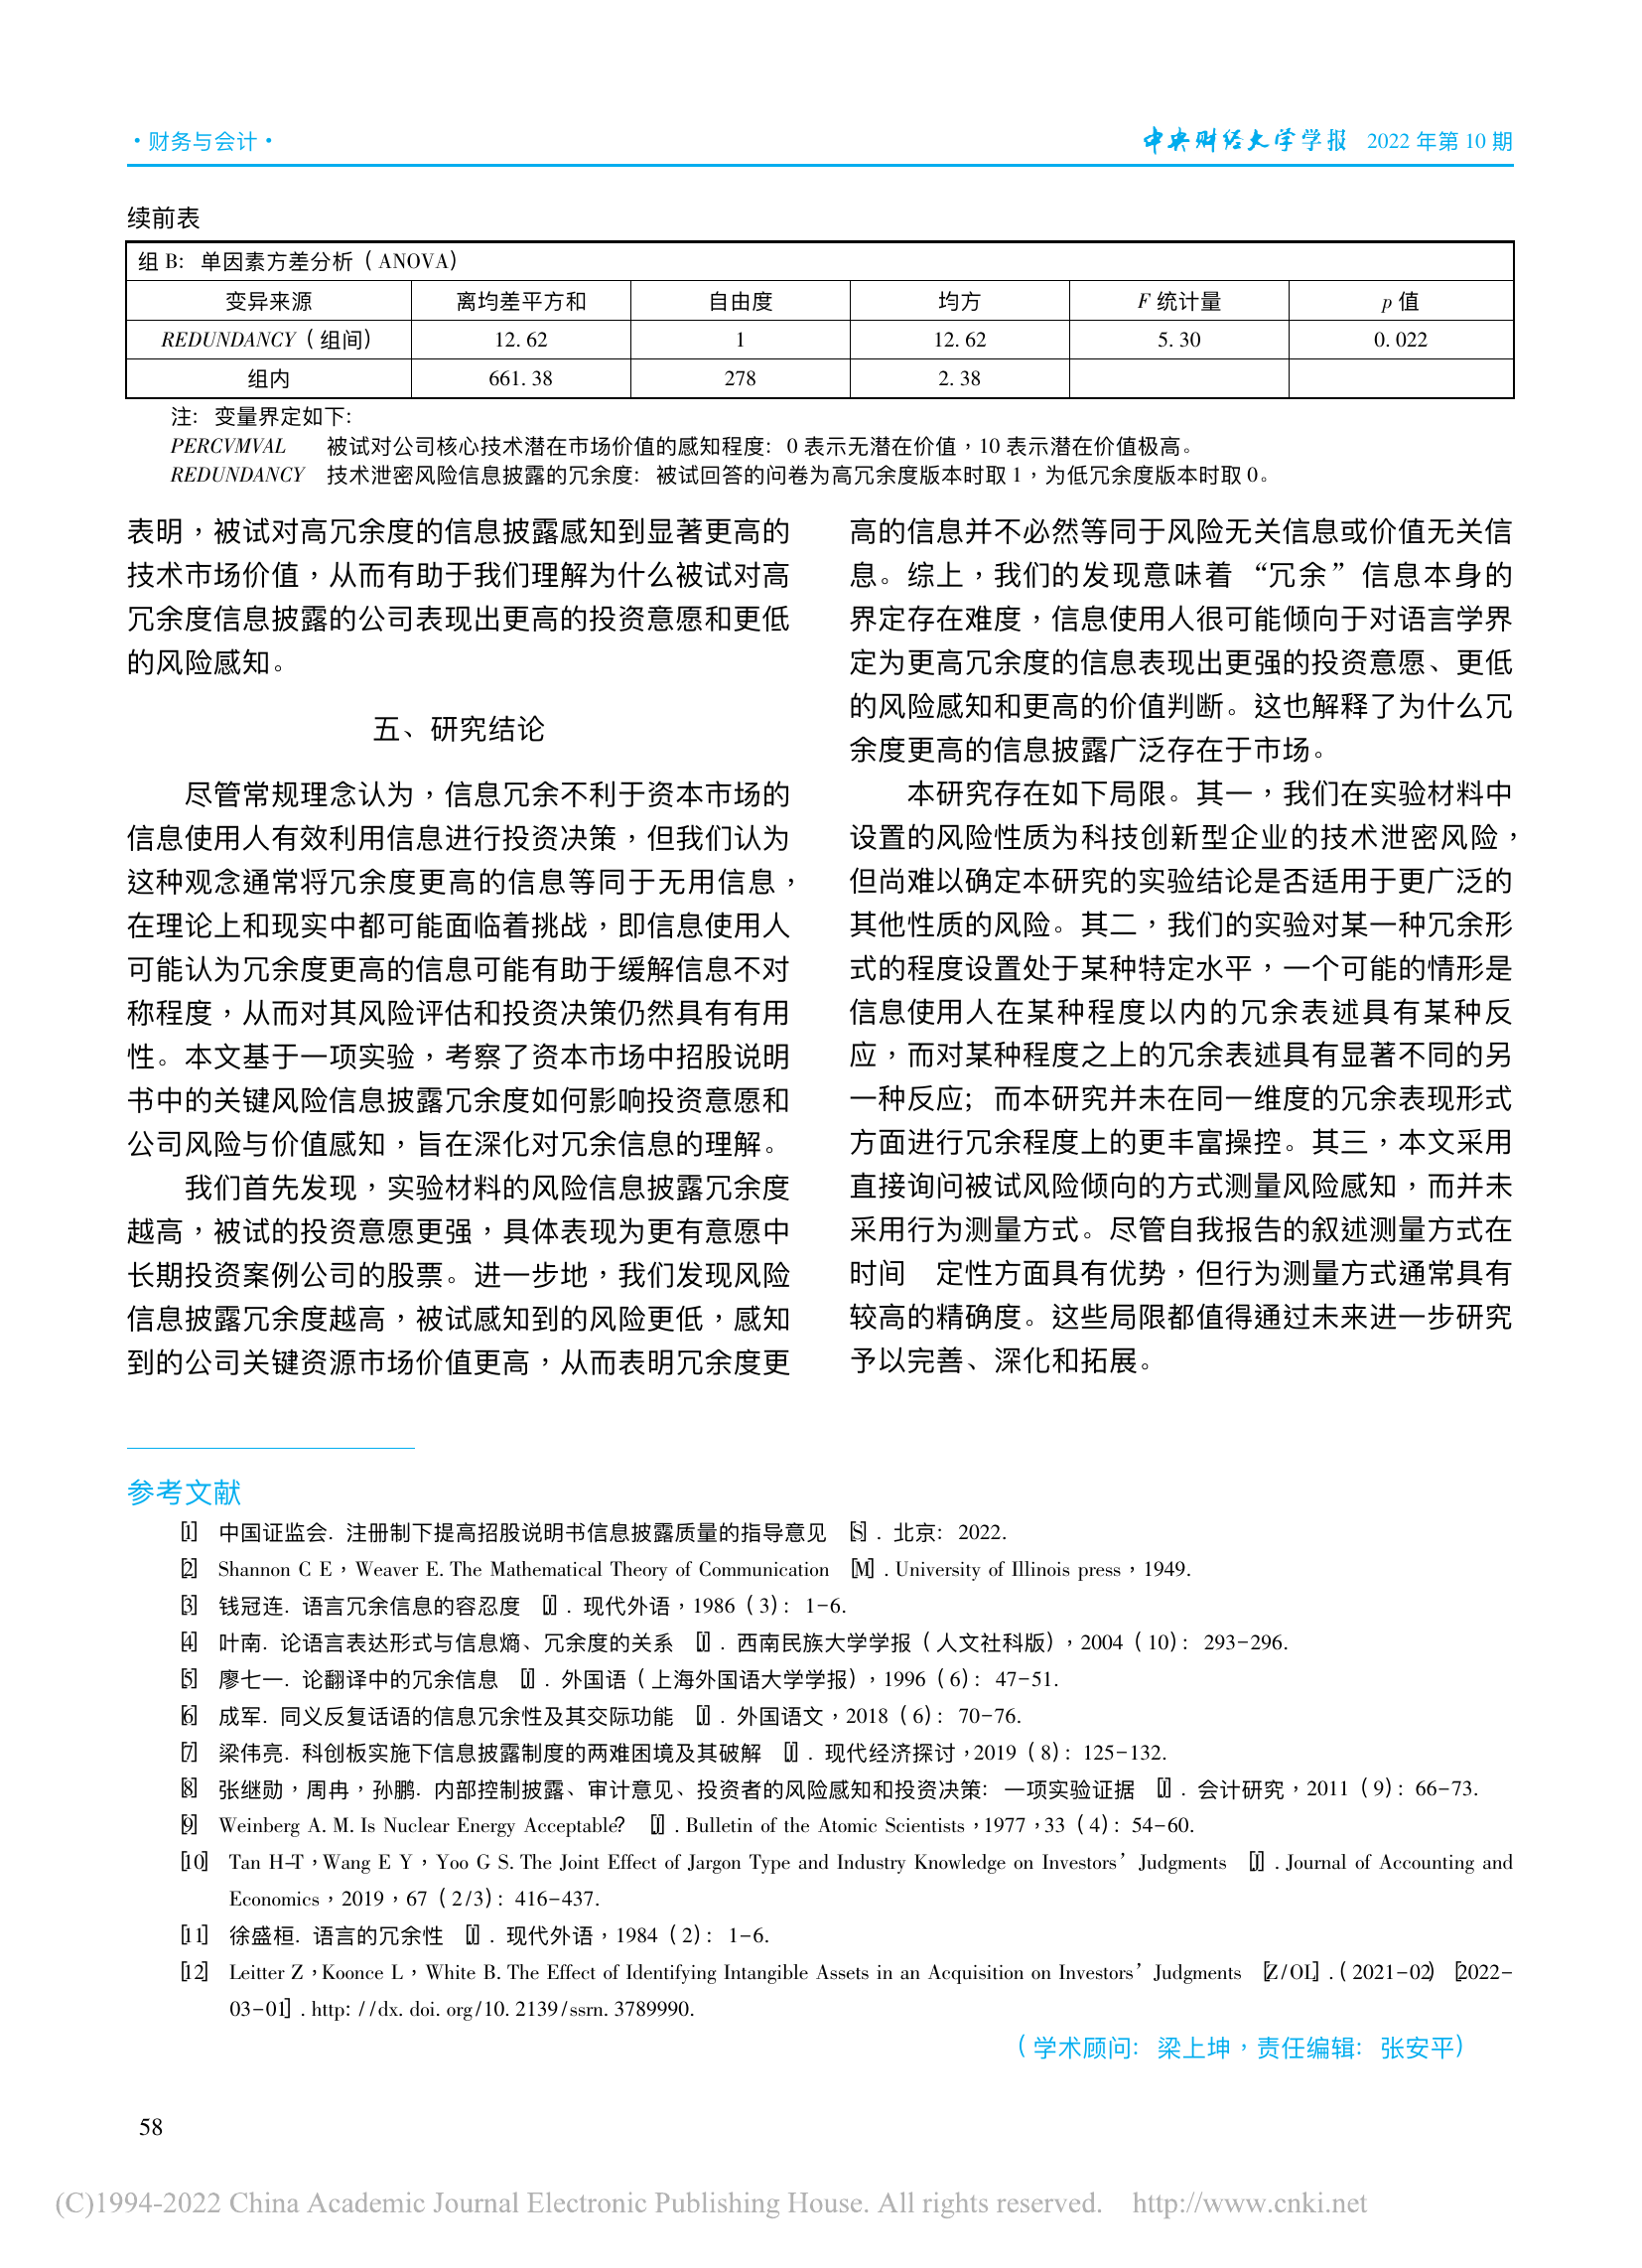 ·财务与会计·
中央财经大学学报 2022 年第 10 期
续前表
组 B: 单因素方差分析（ANOVA）
变异来源 离均差平方和 自由度 均方 F 统计量 p 值
REDUNDANCY（组间） 12.62 1 12.62 5.30 0.022
组内 661.38 278 2.38
注: 变量界定如下:
PERCVMVAL 被试对公司核心技术潜在市场价值的感知程度: 0 表示无潜在价值，10 表示潜在价值极高。
REDUNDANCY 技术泄密风险信息披露的冗余度: 被试回答的问卷为高冗余度版本时取 1，为低冗余度版本时取 0。
表明，被试对高冗余度的信息披露感知到显著更高的
技术市场价值，从而有助于我们理解为什么被试对高
冗余度信息披露的公司表现出更高的投资意愿和更低
的风险感知。
五、研究结论
尽管常规理念认为，信息冗余不利于资本市场的
信息使用人有效利用信息进行投资决策，但我们认为
这种观念通常将冗余度更高的信息等同于无用信息，
在理论上和现实中都可能面临着挑战，即信息使用人
可能认为冗余度更高的信息可能有助于缓解信息不对
称程度，从而对其风险评估和投资决策仍然具有有用
性。本文基于一项实验，考察了资本市场中招股说明
书中的关键风险信息披露冗余度如何影响投资意愿和
公司风险与价值感知，旨在深化对冗余信息的理解。
我们首先发现，实验材料的风险信息披露冗余度
越高，被试的投资意愿更强，具体表现为更有意愿中
长期投资案例公司的股票。进一步地，我们发现风险
信息披露冗余度越高，被试感知到的风险更低，感知
到的公司关键资源市场价值更高，从而表明冗余度更
高的信息并不必然等同于风险无关信息或价值无关信
息。综上，我们的发现意味着“冗余”信息本身的
界定存在难度，信息使用人很可能倾向于对语言学界
定为更高冗余度的信息表现出更强的投资意愿、更低
的风险感知和更高的价值判断。这也解释了为什么冗
余度更高的信息披露广泛存在于市场。
本研究存在如下局限。其一，我们在实验材料中
设置的风险性质为科技创新型企业的技术泄密风险，
但尚难以确定本研究的实验结论是否适用于更广泛的
其他性质的风险。其二，我们的实验对某一种冗余形
式的程度设置处于某种特定水平，一个可能的情形是
信息使用人在某种程度以内的冗余表述具有某种反
应，而对某种程度之上的冗余表述具有显著不同的另
一种反应; 而本研究并未在同一维度的冗余表现形式
方面进行冗余程度上的更丰富操控。其三，本文采用
直接询问被试风险倾向的方式测量风险感知，而并未
采用行为测量方式。尽管自我报告的叙述测量方式在
时间 定性方面具有优势，但行为测量方式通常具有
较高的精确度。这些局限都值得通过未来进一步研究
予以完善、深化和拓展。
参考文献
[1] 中国证监会. 注册制下提高招股说明书信息披露质量的指导意见 [S]. 北京: 2022.
[2] Shannon C E，Weaver E. The Mathematical Theory of Communication [M]. University of Illinois press，1949.
[3] 钱冠连. 语言冗余信息的容忍度 [J]. 现代外语，1986（3）: 1-6.
[4] 叶南. 论语言表达形式与信息熵、冗余度的关系 [J]. 西南民族大学学报（人文社科版），2004（10）: 293-296.
[5] 廖七一. 论翻译中的冗余信息 [J]. 外国语（上海外国语大学学报），1996（6）: 47-51.
[6] 成军. 同义反复话语的信息冗余性及其交际功能 [J]. 外国语文，2018（6）: 70-76.
[7] 梁伟亮. 科创板实施下信息披露制度的两难困境及其破解 [J]. 现代经济探讨，2019（8）: 125-132.
[8] 张继勋，周冉，孙鹏. 内部控制披露、审计意见、投资者的风险感知和投资决策: 一项实验证据 [J]. 会计研究，2011（9）: 66-73.
[9] Weinberg A. M. Is Nuclear Energy Acceptable? [J]. Bulletin of the Atomic Scientists，1977，33（4）: 54-60.
[10] Tan H-T，Wang E Y，Yoo G S. The Joint Effect of Jargon Type and Industry Knowledge on Investors’ Judgments [J]. Journal of Accounting and
Economics，2019，67（2/3）: 416-437.
[11] 徐盛桓. 语言的冗余性 [J]. 现代外语，1984（2）: 1-6.
[12] Leitter Z，Koonce L，White B. The Effect of Identifying Intangible Assets in an Acquisition on Investors’ Judgments [Z/OL].（2021-02）[2022-
03-01]. http: //dx. doi. org/10. 2139/ssrn. 3789990.
（学术顾问: 梁上坤，责任编辑: 张安平）
58
(C)1994-2022 China Academic Journal Electronic Publishing House. All rights reserved. http://www.cnki.net